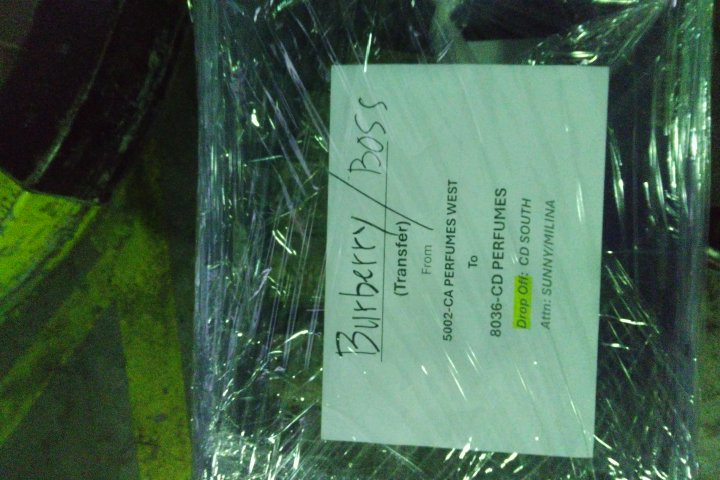 Burberry/BOSS
(Transfer)
From
5002-CA PERFUMES WEST
To
8036-CD PERFUMES
Drop Off: CD SOUTH
Attn: SUNNY/MILINA